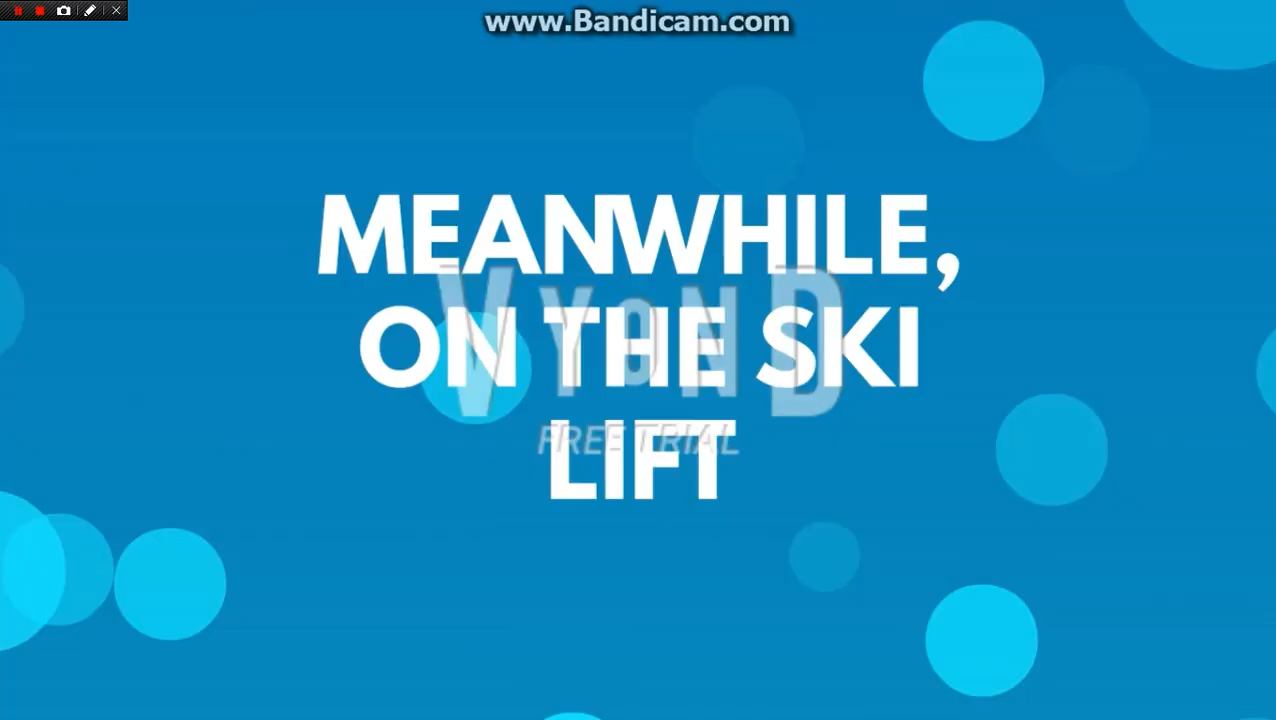 www.Bandicam.com
MEANWHILE,
ON THE SKI
LIFT
VYOND
FREE TRIAL